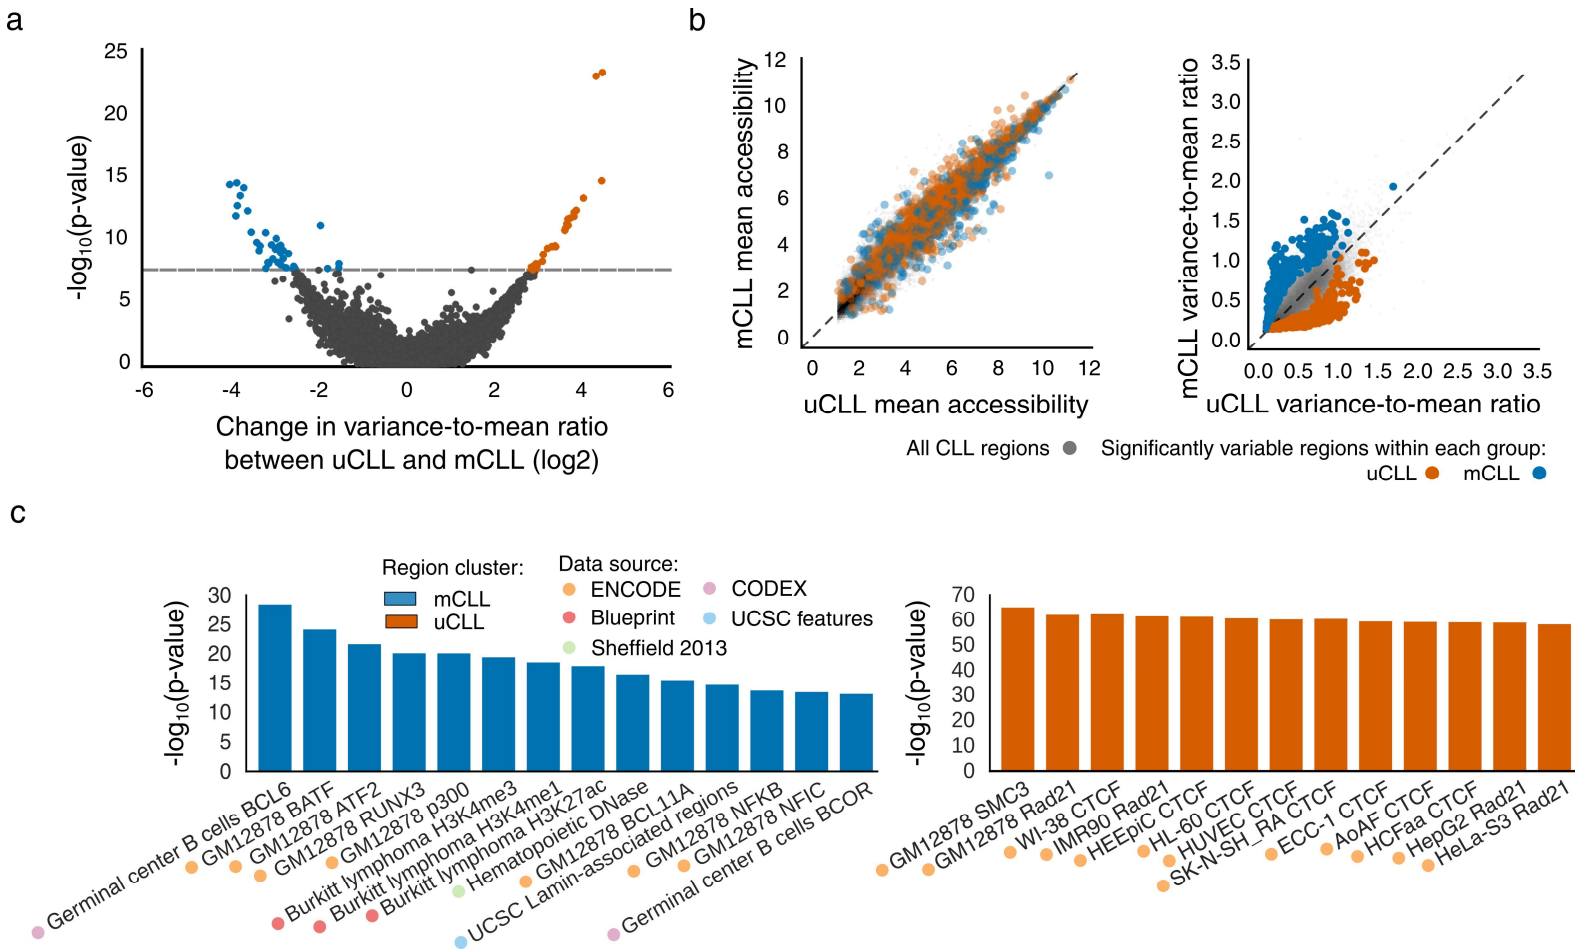 a
25
20
15
10
5
0
-log10(p-value)
-6 -4 -2 0 2 4 6
Change in variance-to-mean ratio
between uCLL and mCLL (log2)
b
12
10
8
6
4
2
0
mCLL mean accessibility
0 2 4 6 8 10 12
uCLL mean accessibility
3.5
3.0
2.5
2.0
1.5
1.0
0.5
0.0
mCLL variance-to-mean ratio
0.0 0.5 1.0 1.5 2.0 2.5 3.0 3.5
uCLL variance-to-mean ratio
All CLL regions
Significantly variable regions within each group:
uCLL mCLL
c
Region cluster:
mCLL
uCLL
Data source:
ENCODE
CODEX
Blueprint
UCSC features
Sheffield 2013
30
25
20
15
10
5
0
-log10(p-value)
Germinal center B cells BCL6
GM12878 BATF
GM12878 ATF2
GM12878 RUNX3
GM12878 p300
Burkitt lymphoma H3K4me3
Burkitt lymphoma H3K4me1
Burkitt lymphoma H3K27ac
Hematopoietic DNase
GM12878 BCL11A
UCSC Lamin-associated regions
GM12878 NFKB
GM12878 NFIC
Germinal center B cells BCOR
70
60
50
40
30
20
10
0
-log10(p-value)
GM12878 SMC3
GM12878 Rad21
WI-38 CTCF
IMR90 Rad21
HEEpiC CTCF
HL-60 CTCF
HUVEC CTCF
SK-N-SH_RA CTCF
ECC-1 CTCF
AoAF CTCF
HCFaa CTCF
HepG2 Rad21
HeLa-S3 Rad21